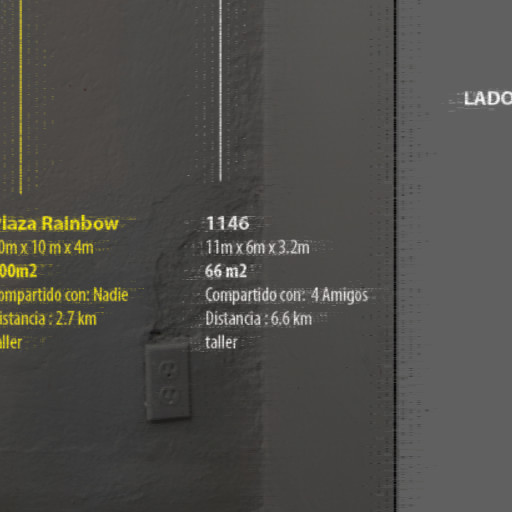 Plaza Rainbow
0m x 10 m x 4m
00m2
ompartido con: Nadie
istancia : 2.7 km
aller
1146
11m x 6m x 3.2m
66 m2
Compartido con: 4 Amigos
Distancia : 6.6 km
taller
LADO